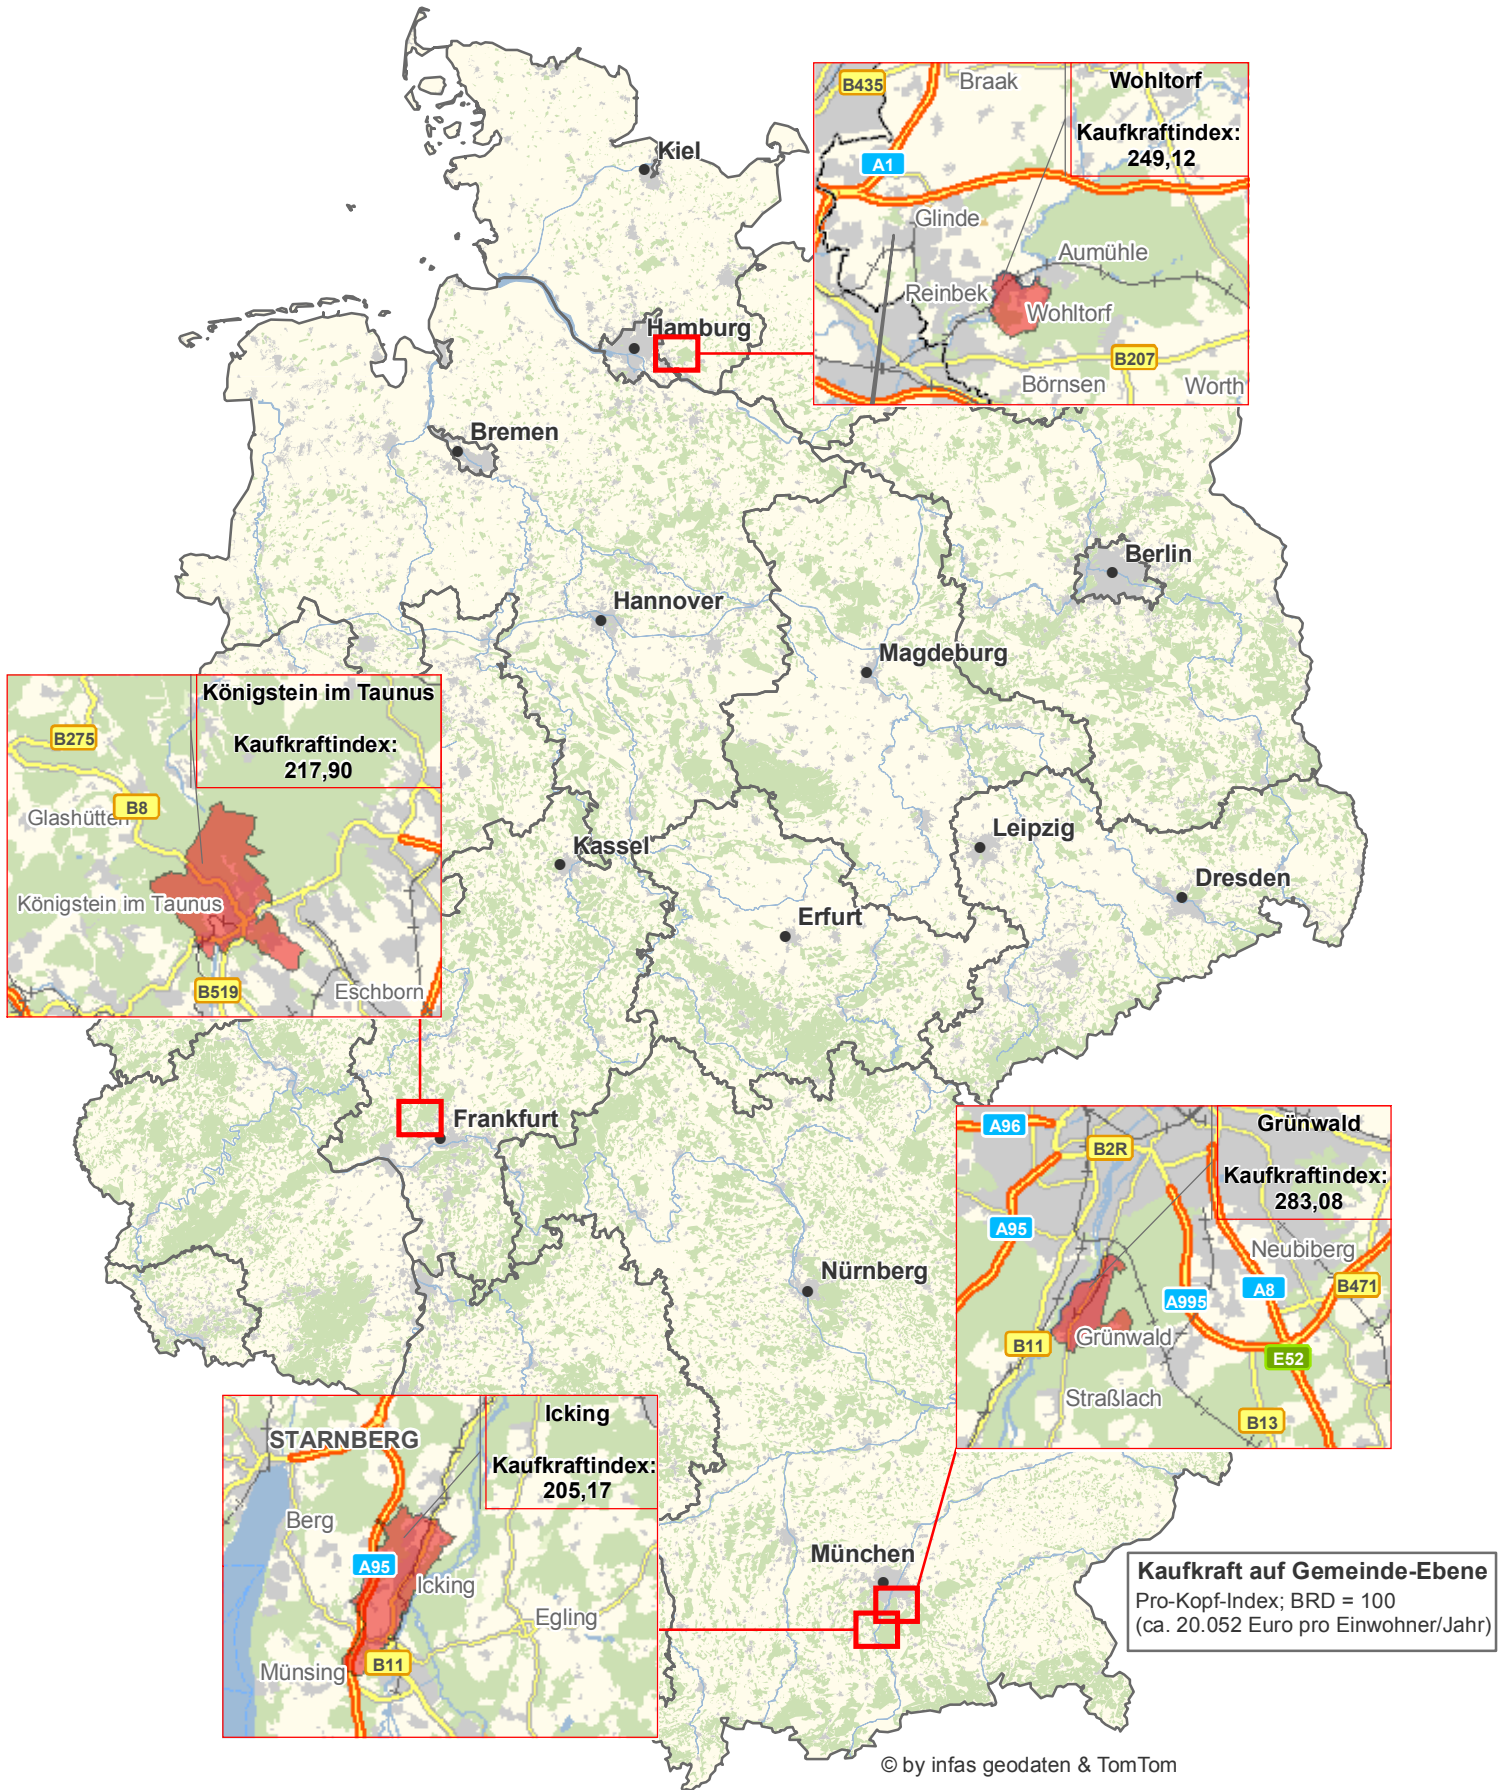 Kiel
Hamburg
Bremen
Hannover
Berlin
Magdeburg
Kassel
Leipzig
Dresden
Erfurt
Frankfurt
Nürnberg
München
Wohltorf
Kaufkraftindex:
249,12
B435
Braak
A1
Glinde
Aumühle
Reinbek
Wohltorf
B207
Börnsen
Worth
Königstein im Taunus
Kaufkraftindex:
217,90
B275
B8
Glashütten
Königstein im Taunus
B519
Eschborn
Grünwald
Kaufkraftindex:
283,08
A96
B2R
A95
Neubiberg
A995
A8
B471
B11
Grünwald
E52
Straßlach
B13
Icking
Kaufkraftindex:
205,17
STARNBERG
Berg
A95
Icking
Egling
Münsing
B11
Kaufkraft auf Gemeinde-Ebene
Pro-Kopf-Index; BRD = 100
(ca. 20.052 Euro pro Einwohner/Jahr)
© by infas geodaten & TomTom